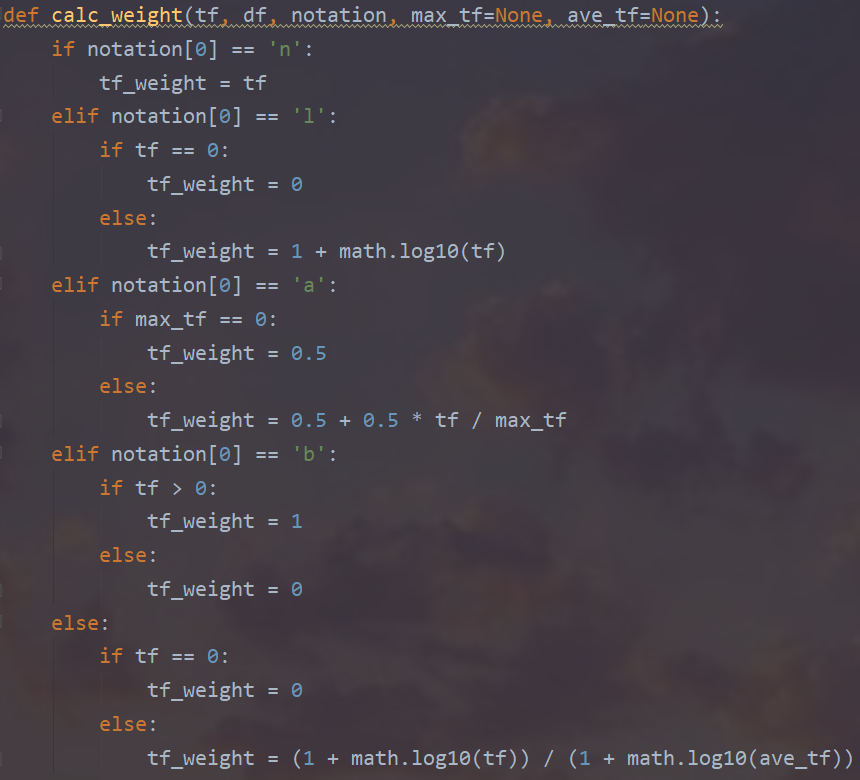 def calc_weight(tf, df, notation, max_tf=None, ave_tf=None):
    if notation[0] == 'n':
        tf_weight = tf
    elif notation[0] == 'l':
        if tf == 0:
            tf_weight = 0
        else:
            tf_weight = 1 + math.log10(tf)
    elif notation[0] == 'a':
        if max_tf == 0:
            tf_weight = 0.5
        else:
            tf_weight = 0.5 + 0.5 * tf / max_tf
    elif notation[0] == 'b':
        if tf > 0:
            tf_weight = 1
        else:
            tf_weight = 0
    else:
        if tf == 0:
            tf_weight = 0
        else:
            tf_weight = (1 + math.log10(tf)) / (1 + math.log10(ave_tf))